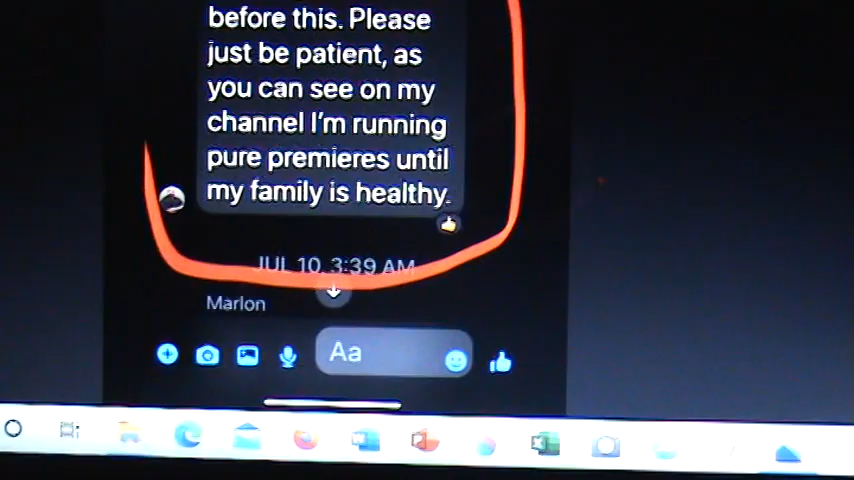 before this. Please
just be patient, as
you can see on my
channel I'm running
pure premieres until
my family is healthy.
JUL 10, 3:39 AM
Marlon
Aa